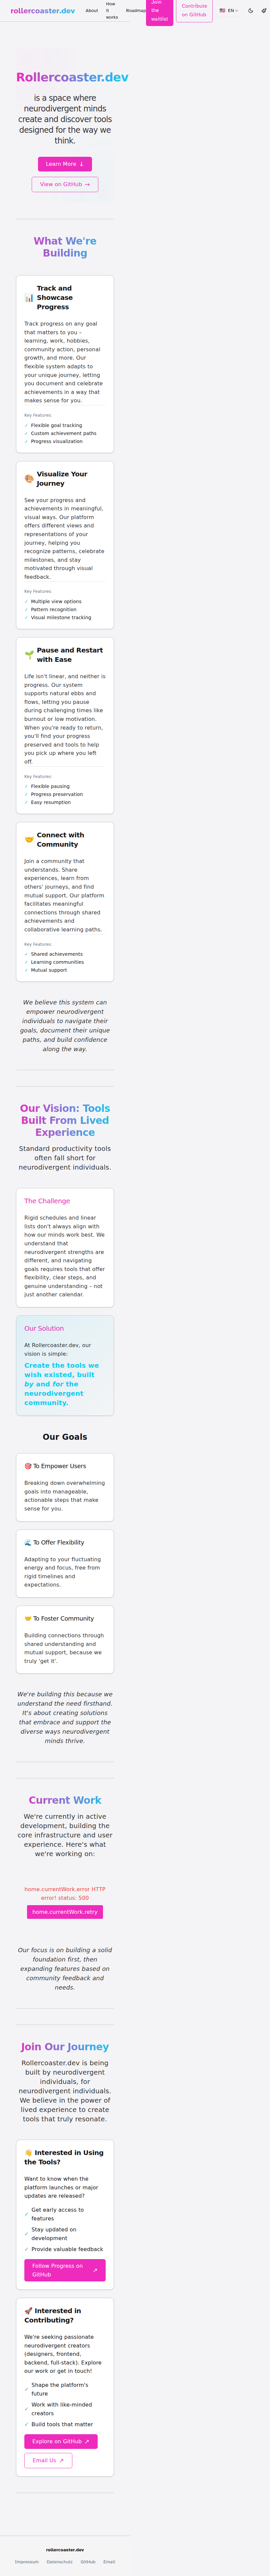 rollercoaster.dev
About
How
it
works
Roadmap
Join
the
waitlist
Contribute
on GitHub
🇺🇸 EN
Rollercoaster.dev
is a space where
neurodivergent minds
create and discover tools
designed for the way we
think.
Learn More ↓
View on GitHub →
What We're
Building
📊 Track and
Showcase
Progress
Track progress on any goal
that matters to you –
learning, work, hobbies,
community action, personal
growth, and more. Our
flexible system adapts to
your unique journey, letting
you document and celebrate
achievements in a way that
makes sense for you.
Key Features:
✓ Flexible goal tracking
✓ Custom achievement paths
✓ Progress visualization
🎨 Visualize Your
Journey
See your progress and
achievements in meaningful,
visual ways. Our platform
offers different views and
representations of your
journey, helping you
recognize patterns, celebrate
milestones, and stay
motivated through visual
feedback.
Key Features:
✓ Multiple view options
✓ Pattern recognition
✓ Visual milestone tracking
🌱 Pause and Restart
with Ease
Life isn't linear, and neither is
progress. Our system
supports natural ebbs and
flows, letting you pause
during challenging times like
burnout or low motivation.
When you're ready to return,
you'll find your progress
preserved and tools to help
you pick up where you left
off.
Key Features:
✓ Flexible pausing
✓ Progress preservation
✓ Easy resumption
🤝 Connect with
Community
Join a community that
understands. Share
experiences, learn from
others' journeys, and find
mutual support. Our platform
facilitates meaningful
connections through shared
achievements and
collaborative learning paths.
Key Features:
✓ Shared achievements
✓ Learning communities
✓ Mutual support
We believe this system can
empower neurodivergent
individuals to navigate their
goals, document their unique
paths, and build confidence
along the way.
Our Vision: Tools
Built From Lived
Experience
Standard productivity tools
often fall short for
neurodivergent individuals.
The Challenge
Rigid schedules and linear
lists don't always align with
how our minds work best. We
understand that
neurodivergent strengths are
different, and navigating
goals requires tools that offer
flexibility, clear steps, and
genuine understanding – not
just another calendar.
Our Solution
At Rollercoaster.dev, our
vision is simple:
Create the tools we
wish existed, built
by and for the
neurodivergent
community.
Our Goals
🎯 To Empower Users
Breaking down overwhelming
goals into manageable,
actionable steps that make
sense for you.
🌊 To Offer Flexibility
Adapting to your fluctuating
energy and focus, free from
rigid timelines and
expectations.
🤝 To Foster Community
Building connections through
shared understanding and
mutual support, because we
truly 'get it'.
We're building this because we
understand the need firsthand.
It's about creating solutions
that embrace and support the
diverse ways neurodivergent
minds thrive.
Current Work
We're currently in active
development, building the
core infrastructure and user
experience. Here's what
we're working on:
home.currentWork.error HTTP
error! status: 500
home.currentWork.retry
Our focus is on building a solid
foundation first, then
expanding features based on
community feedback and
needs.
Join Our Journey
Rollercoaster.dev is being
built by neurodivergent
individuals, for
neurodivergent individuals.
We believe in the power of
lived experience to create
tools that truly resonate.
👋 Interested in Using
the Tools?
Want to know when the
platform launches or major
updates are released?
✓ Get early access to
features
✓ Stay updated on
development
✓ Provide valuable feedback
Follow Progress on
GitHub ↗
🚀 Interested in
Contributing?
We're seeking passionate
neurodivergent creators
(designers, frontend,
backend, full-stack). Explore
our work or get in touch!
✓ Shape the platform's
future
✓ Work with like-minded
creators
✓ Build tools that matter
Explore on GitHub ↗
Email Us ↗
rollercoaster.dev
Impressum Datenschutz GitHub Email